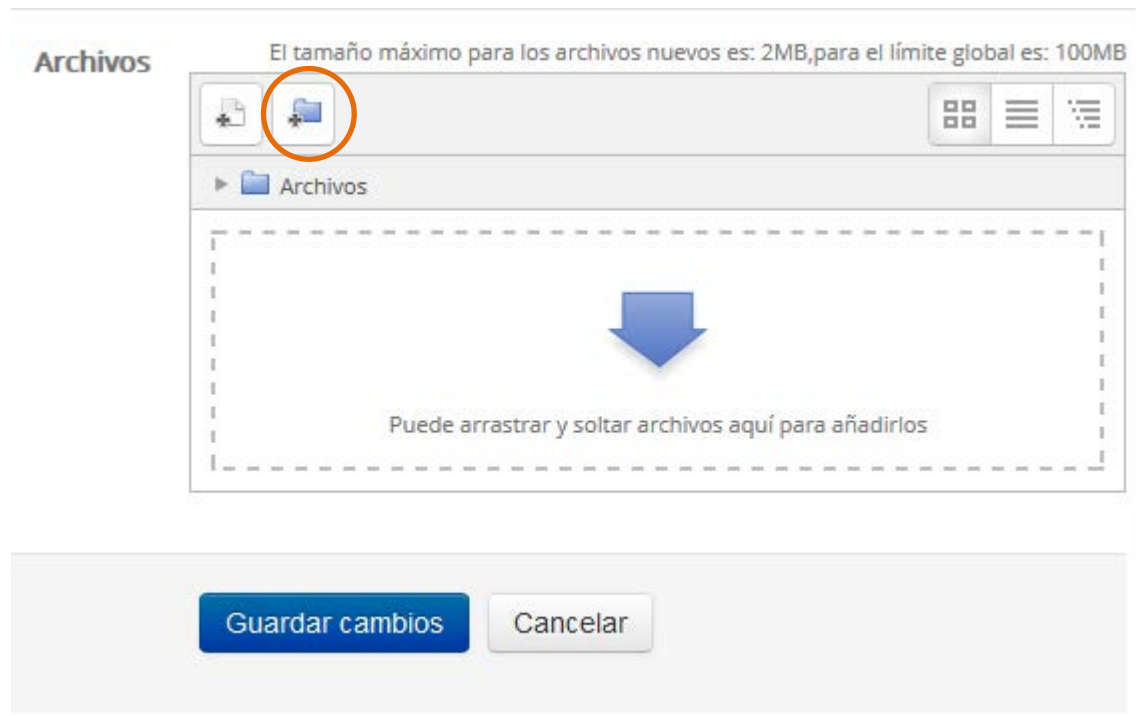 Archivos
El tamaño máximo para los archivos nuevos es: 2MB,para el límite global es: 100MB
Archivos
Puede arrastrar y soltar archivos aquí para añadirlos
Guardar cambios
Cancelar